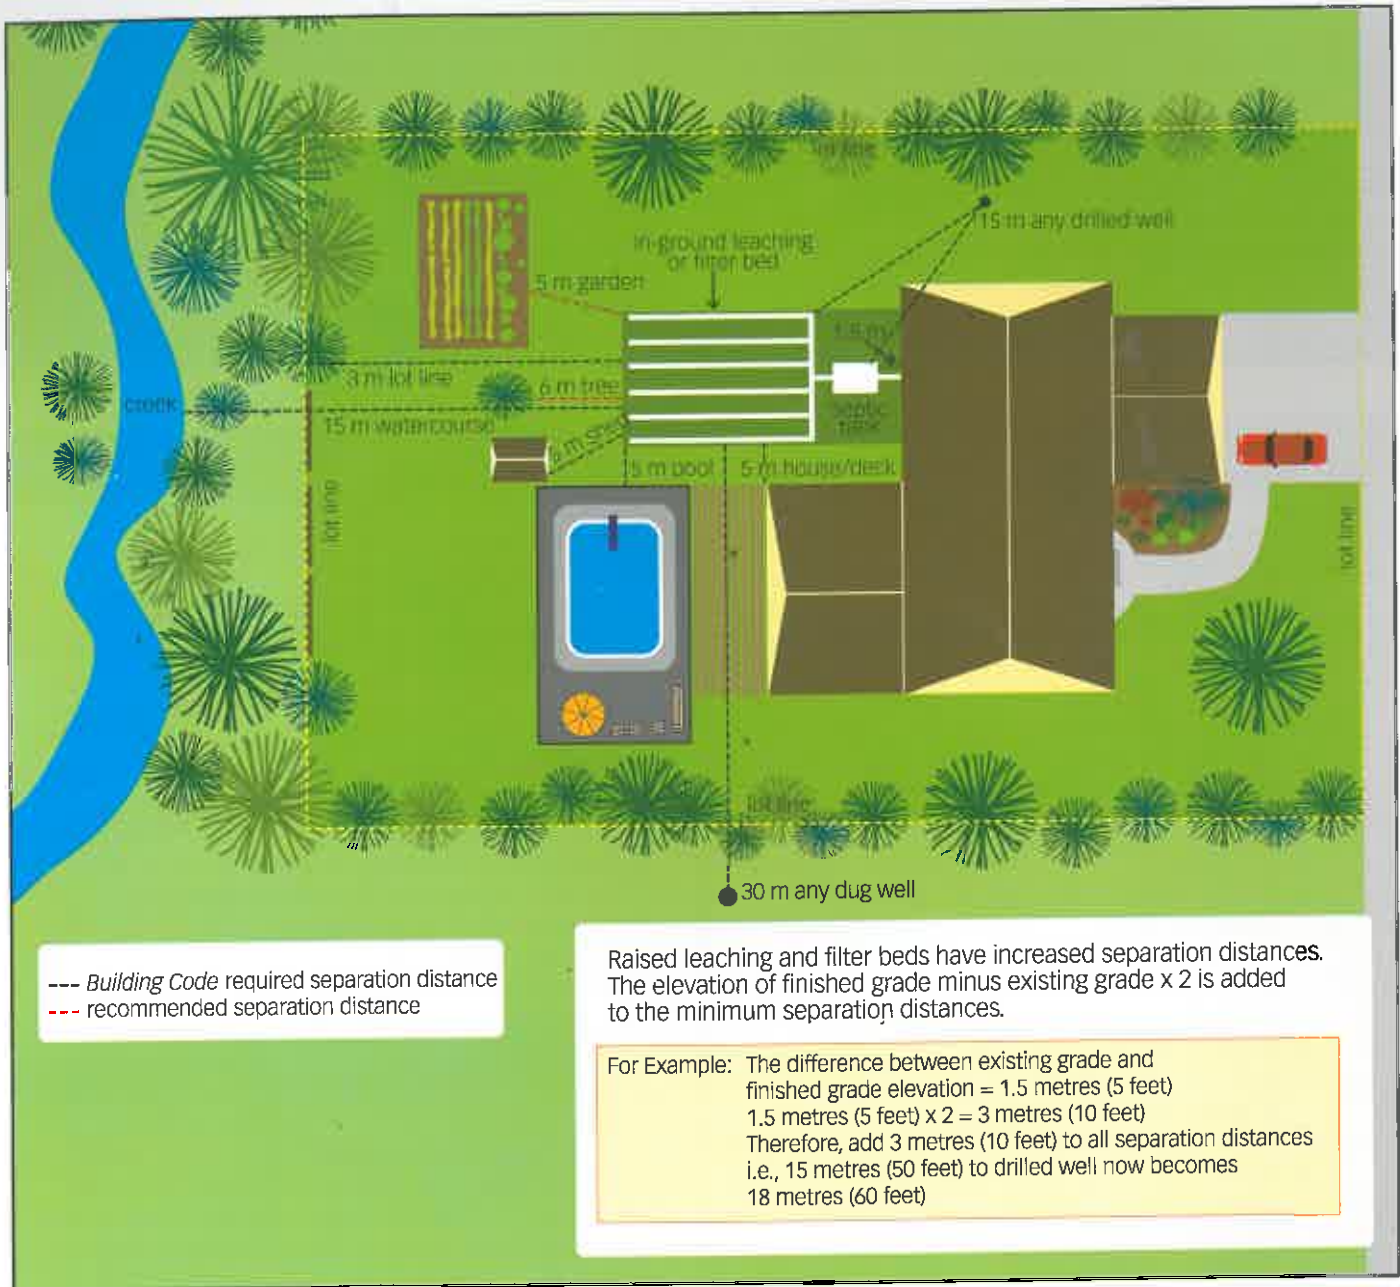 lot line
15 m any drilled well
in-ground leaching
or filter bed
5 m garden
1.5 m
3 m lot line
6 m tree
creek
15 m watercourse
septic
tank
m shed
5 m pool
5 m house/deck
lot line
lot line
lot line
30 m any dug well
--- Building Code required separation distance
--- recommended separation distance
Raised leaching and filter beds have increased separation distances.
The elevation of finished grade minus existing grade x 2 is added
to the minimum separation distances.
For Example: The difference between existing grade and
finished grade elevation = 1.5 metres (5 feet)
1.5 metres (5 feet) x 2 = 3 metres (10 feet)
Therefore, add 3 metres (10 feet) to all separation distances
i.e., 15 metres (50 feet) to drilled well now becomes
18 metres (60 feet)